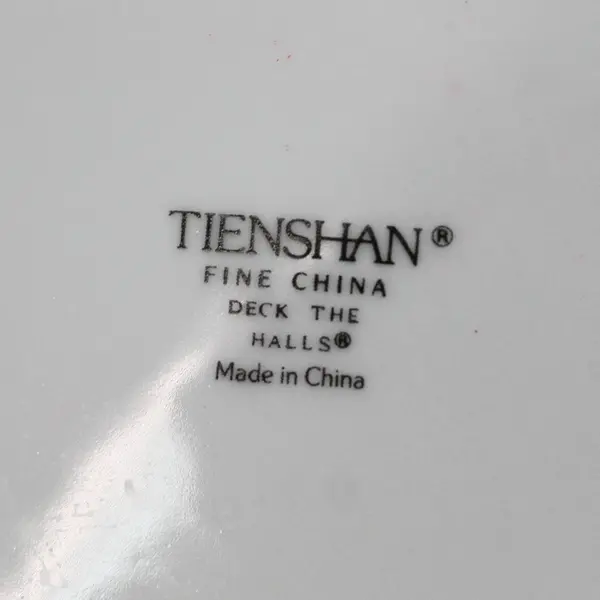 TIENSHAN®
FINE CHINA
DECK THE
HALLS®
Made in China